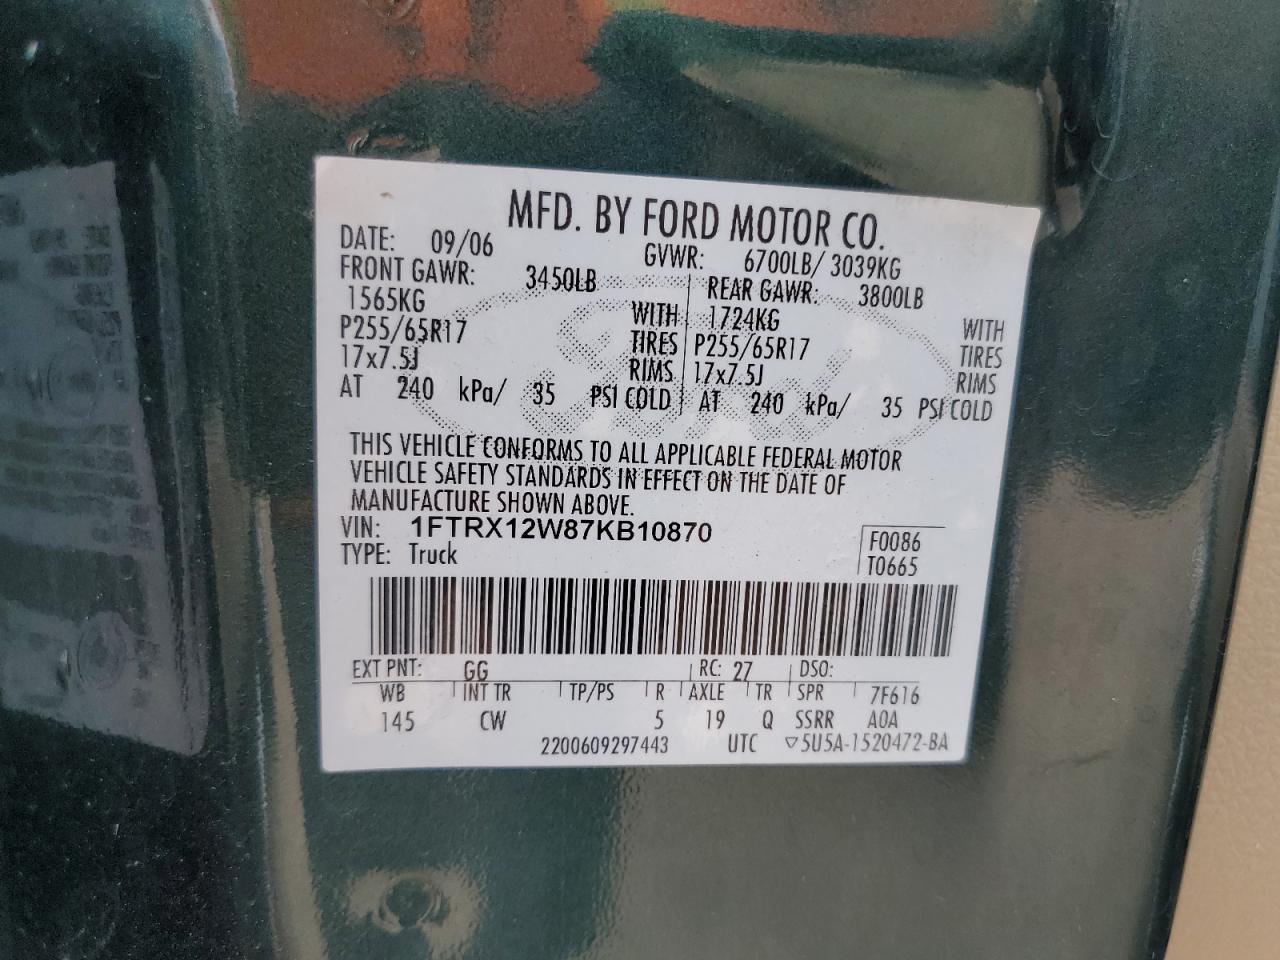 MFD. BY FORD MOTOR CO.
DATE: 09/06 GVWR: 6700LB/ 3039KG
FRONT GAWR: 3450LB REAR GAWR: 3800LB
1565KG WITH 1724KG WITH
P255/65R17 TIRES P255/65R17 TIRES
17x7.5J RIMS 17x7.5J RIMS
AT 240 kPa/ 35 PSI COLD AT 240 kPa/ 35 PSI COLD
THIS VEHICLE CONFORMS TO ALL APPLICABLE FEDERAL MOTOR
VEHICLE SAFETY STANDARDS IN EFFECT ON THE DATE OF
MANUFACTURE SHOWN ABOVE.
VIN: 1FTRX12W87KB10870 F0086
TYPE: Truck T0665
EXT PNT: GG RC: 27 DSO:
WB INT TR TP/PS R AXLE TR SPR 7F616
145 CW 5 19 Q SSRR A0A
2200609297443 UTC ▽5U5A-1520472-BA